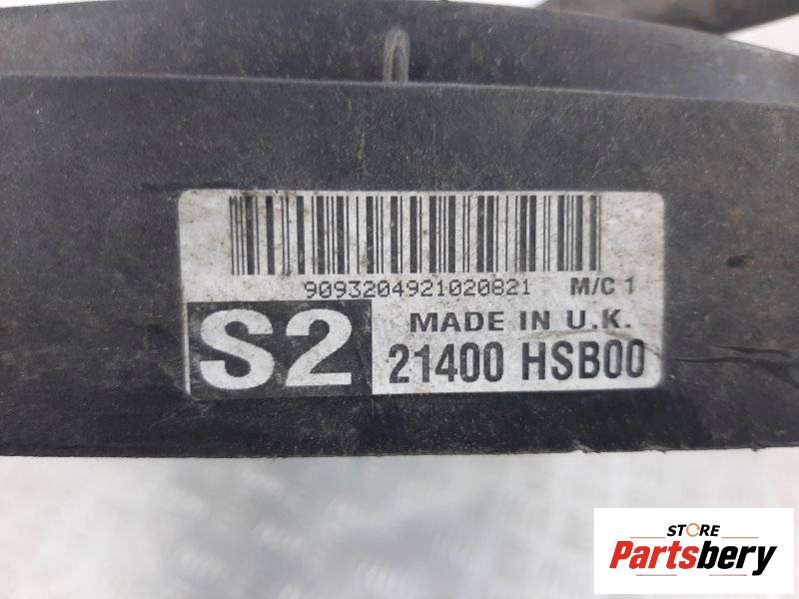 9093204921020821 M/C 1
S2
MADE IN U.K.
21400 HSB00
STORE
Partsbery